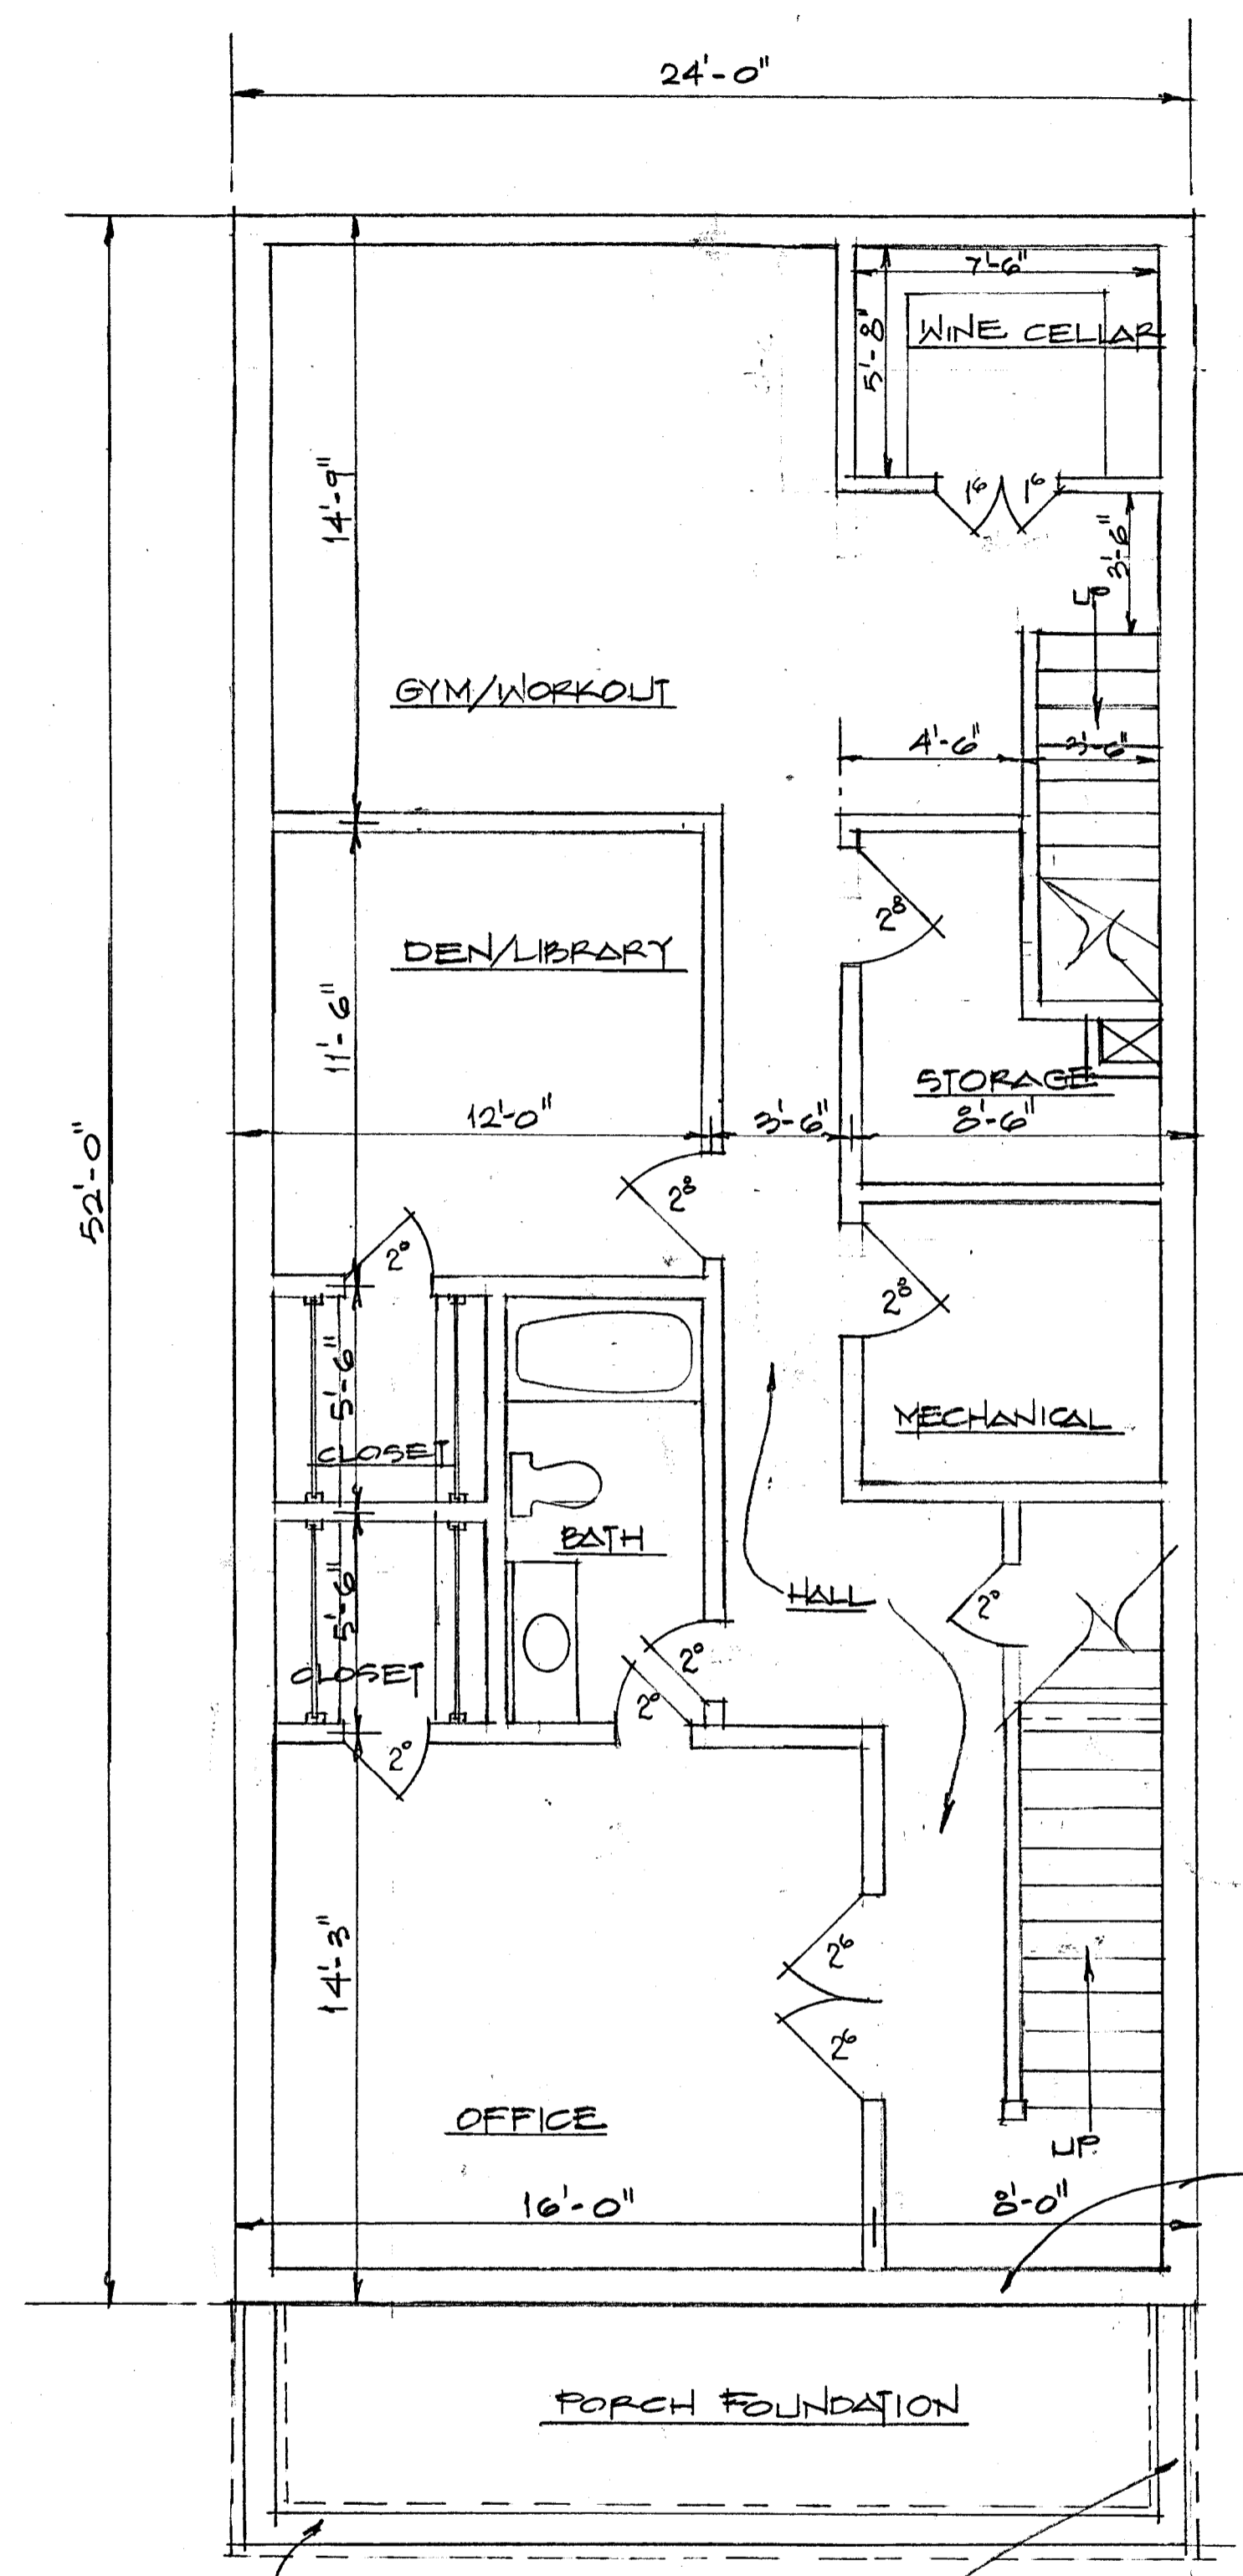 24'-0"
7'-6"
WINE CELLAR
5'-8"
1⁶ 1⁶
14'-9"
3'-6"
UP
GYM/WORKOUT
4'-6" 3'-6"
2⁸
DEN/LIBRARY
11'-6"
STORAGE
12'-0" 3'-6" 8'-6"
52'-0"
2⁸
2⁰
2⁸
5'-6"
CLOSET
MECHANICAL
BATH
HALL
2⁰
5'-6"
CLOSET
2⁰
2⁰
2⁰
14'-3"
2⁶
2⁶
OFFICE
UP
16'-0" 8'-0"
PORCH FOUNDATION